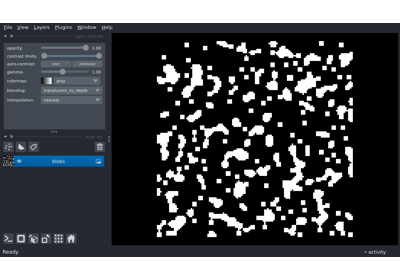 File View Layers Plugins Window Help
opacity: 1.00
contrast limits:
auto-contrast: once continuous
gamma: 1.00
colormap: gray
blending: translucent_no_depth
interpolation: nearest
blobs
Ready
activity